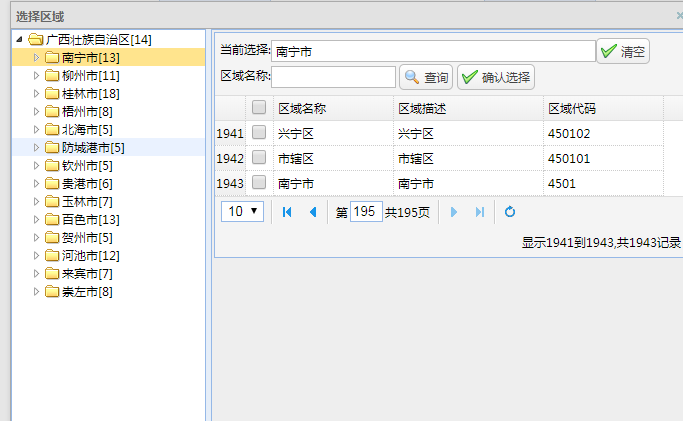 选择区域
广西壮族自治区[14]
南宁市[13]
柳州市[11]
桂林市[18]
梧州市[8]
北海市[5]
防城港市[5]
钦州市[5]
贵港市[6]
玉林市[7]
百色市[13]
贺州市[5]
河池市[12]
来宾市[7]
崇左市[8]
当前选择: 南宁市 清空
区域名称: 查询 确认选择
区域名称 区域描述 区域代码
1941 兴宁区 兴宁区 450102
1942 市辖区 市辖区 450101
1943 南宁市 南宁市 4501
10 第 195 共195页
显示1941到1943,共1943记录